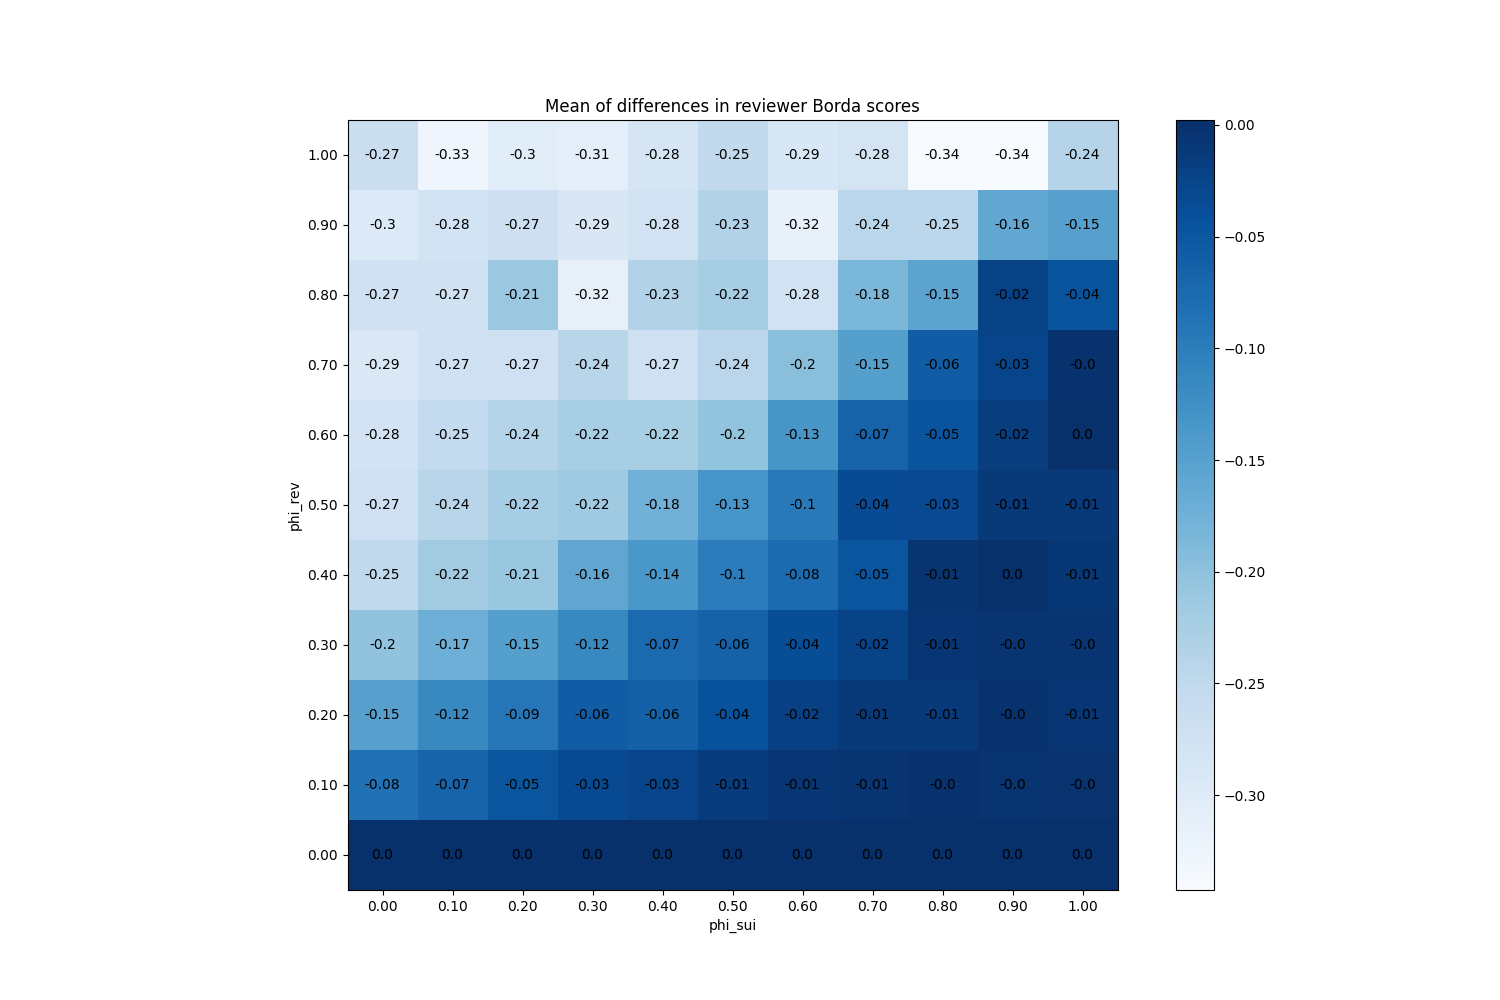 Mean of differences in reviewer Borda scores
1.00 -0.27 -0.33 -0.3 -0.31 -0.28 -0.25 -0.29 -0.28 -0.34 -0.34 -0.24
0.90 -0.3 -0.28 -0.27 -0.29 -0.28 -0.23 -0.32 -0.24 -0.25 -0.16 -0.15
0.80 -0.27 -0.27 -0.21 -0.32 -0.23 -0.22 -0.28 -0.18 -0.15 -0.02 -0.04
0.70 -0.29 -0.27 -0.27 -0.24 -0.27 -0.24 -0.2 -0.15 -0.06 -0.03 -0.0
0.60 -0.28 -0.25 -0.24 -0.22 -0.22 -0.2 -0.13 -0.07 -0.05 -0.02 0.0
phi_rev
0.50 -0.27 -0.24 -0.22 -0.22 -0.18 -0.13 -0.1 -0.04 -0.03 -0.01 -0.01
0.40 -0.25 -0.22 -0.21 -0.16 -0.14 -0.1 -0.08 -0.05 -0.01 0.0 -0.01
0.30 -0.2 -0.17 -0.15 -0.12 -0.07 -0.06 -0.04 -0.02 -0.01 -0.0 -0.0
0.20 -0.15 -0.12 -0.09 -0.06 -0.06 -0.04 -0.02 -0.01 -0.01 -0.0 -0.01
0.10 -0.08 -0.07 -0.05 -0.03 -0.03 -0.01 -0.01 -0.01 -0.0 -0.0 -0.0
0.00 0.0 0.0 0.0 0.0 0.0 0.0 0.0 0.0 0.0 0.0 0.0
0.00 0.10 0.20 0.30 0.40 0.50 0.60 0.70 0.80 0.90 1.00
phi_sui
0.00
−0.05
−0.10
−0.15
−0.20
−0.25
−0.30